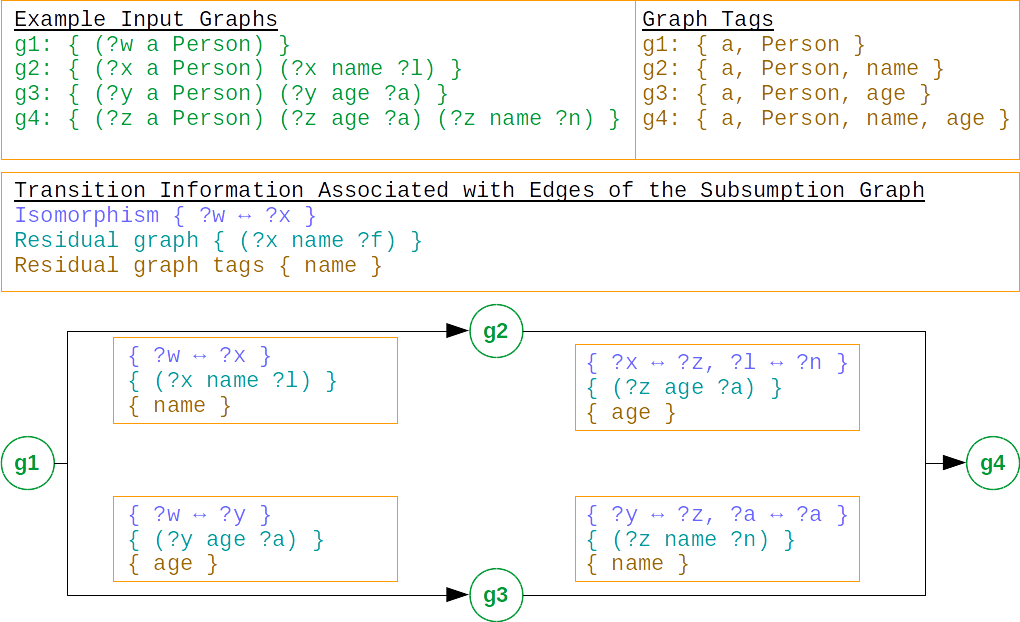 Example Input Graphs
g1: { (?w a Person) }
g2: { (?x a Person) (?x name ?l) }
g3: { (?y a Person) (?y age ?a) }
g4: { (?z a Person) (?z age ?a) (?z name ?n) }
Graph Tags
g1: { a, Person }
g2: { a, Person, name }
g3: { a, Person, age }
g4: { a, Person, name, age }
Transition Information Associated with Edges of the Subsumption Graph
Isomorphism { ?w ↔ ?x }
Residual graph { (?x name ?f) }
Residual graph tags { name }
g2
{ ?w ↔ ?x }
{ (?x name ?l) }
{ name }
{ ?x ↔ ?z, ?l ↔ ?n }
{ (?z age ?a) }
{ age }
g1
g4
{ ?w ↔ ?y }
{ (?y age ?a) }
{ age }
{ ?y ↔ ?z, ?a ↔ ?a }
{ (?z name ?n) }
{ name }
g3